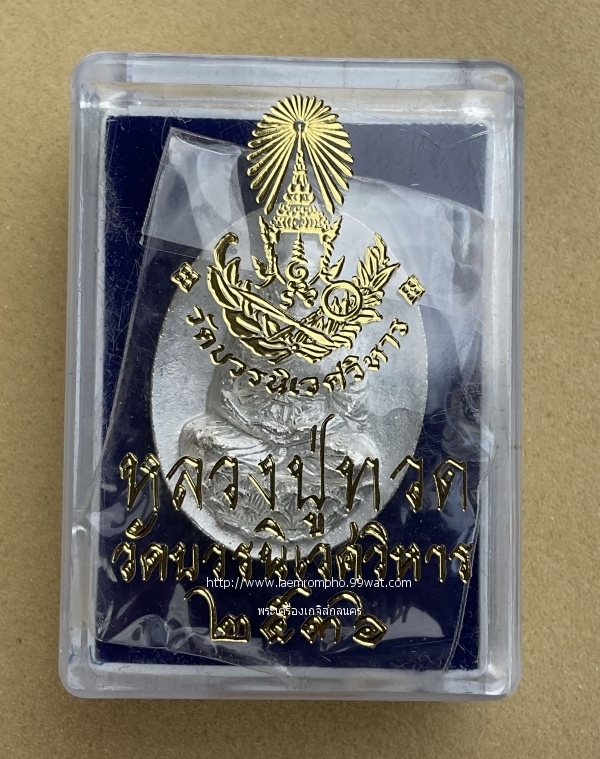 วัดบวรนิเวศวิหาร
หลวงปู่ทวด
วัดบวรนิเวศวิหาร
http://www.laemrompho.99wat.com
พระเครื่องเกจิสกลนคร
๒๕๓๖